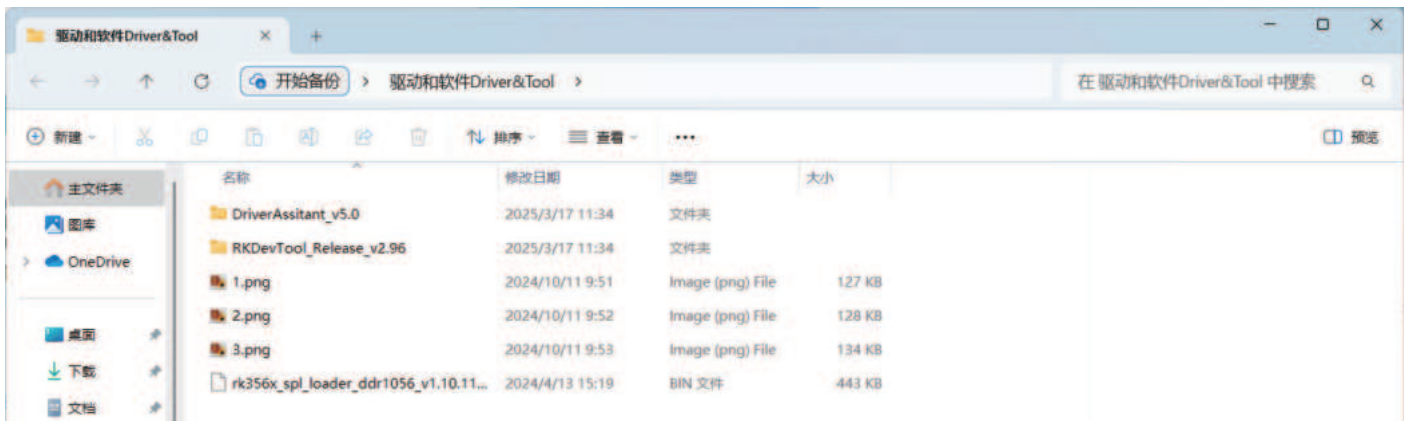 驱动和软件Driver&Tool
开始备份 > 驱动和软件Driver&Tool >
在 驱动和软件Driver&Tool 中搜索
新建
排序
查看
预览
名称 修改日期 类型 大小
主文件夹
图库
OneDrive
桌面
下载
文档
DriverAssitant_v5.0 2025/3/17 11:34 文件夹
RKDevTool_Release_v2.96 2025/3/17 11:34 文件夹
1.png 2024/10/11 9:51 Image (png) File 127 KB
2.png 2024/10/11 9:52 Image (png) File 128 KB
3.png 2024/10/11 9:53 Image (png) File 134 KB
rk356x_spl_loader_ddr1056_v1.10.11... 2024/4/13 15:19 BIN 文件 443 KB